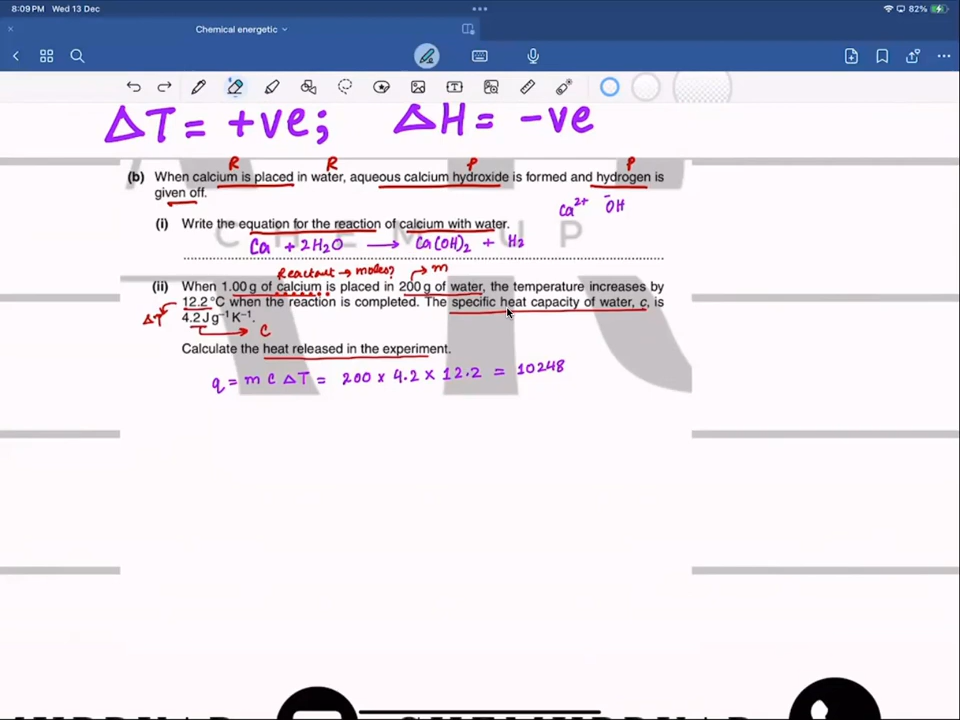 8:09 PM Wed 13 Dec
82%
Chemical energetic
ΔT = +ve; ΔH = -ve
R R P P
(b) When calcium is placed in water, aqueous calcium hydroxide is formed and hydrogen is
given off.
Ca²⁺ ⁻OH
(i) Write the equation for the reaction of calcium with water.
CHEM UP
Ca + 2H₂O ⟶ Ca(OH)₂ + H₂
Reactant → moles? → m
(ii) When 1.00 g of calcium is placed in 200 g of water, the temperature increases by
12.2 °C when the reaction is completed. The specific heat capacity of water, c, is
ΔT
4.2 J g⁻¹ K⁻¹.
C
Calculate the heat released in the experiment.
q = m c ΔT = 200 × 4.2 × 12.2 = 10248